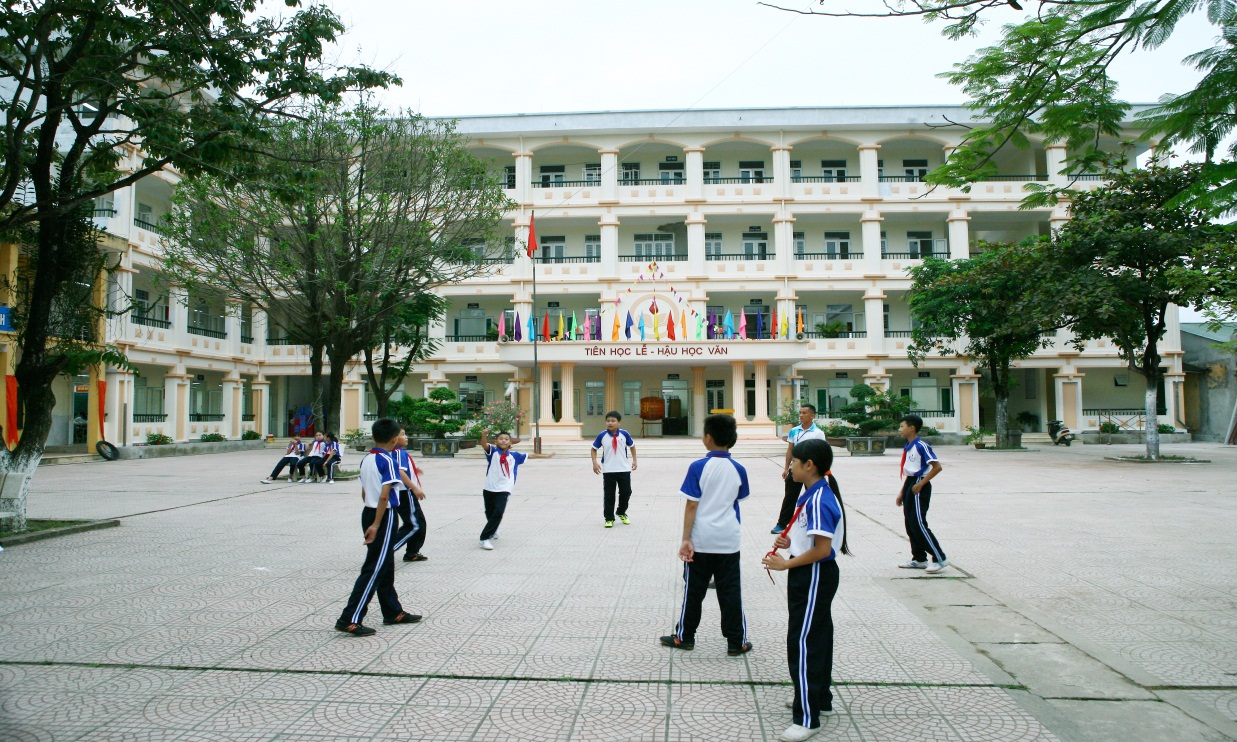 TIÊN HỌC LỄ - HẬU HỌC VĂN